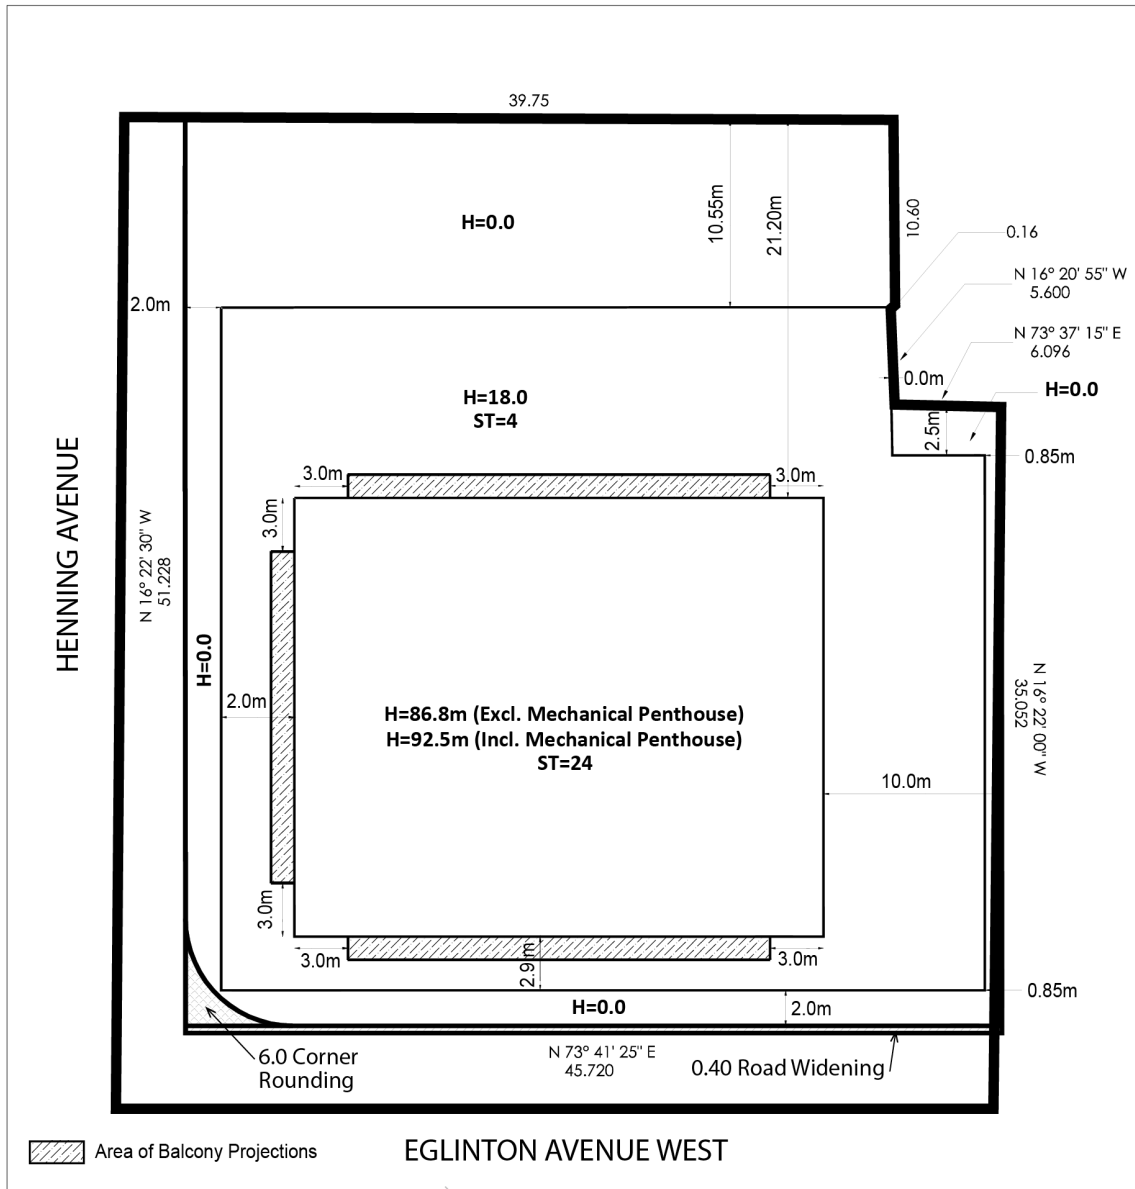 39.75
10.55m
21.20m
10.60
H=0.0
0.16
N 16° 20' 55" W
5.600
2.0m
N 73° 37' 15" E
6.096
0.0m
H=0.0
H=18.0
ST=4
2.5m
0.85m
3.0m
3.0m
3.0m
HENNING AVENUE
N 16° 22' 30" W
51.228
H=0.0
2.0m
H=86.8m (Excl. Mechanical Penthouse)
H=92.5m (Incl. Mechanical Penthouse)
ST=24
N 16° 22' 00" W
35.052
10.0m
3.0m
3.0m
2.9m
3.0m
0.85m
H=0.0
2.0m
6.0 Corner
Rounding
N 73° 41' 25" E
45.720
0.40 Road Widening
Area of Balcony Projections
EGLINTON AVENUE WEST